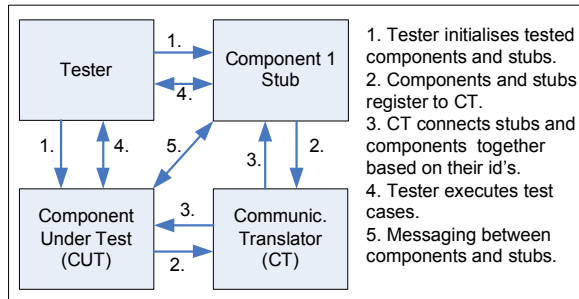 Tester
1.
4.
Component 1
Stub
1.
4.
5.
3.
2.
Component
Under Test
(CUT)
3.
2.
Communic.
Translator
(CT)
1. Tester initialises tested
components and stubs.
2. Components and stubs
register to CT.
3. CT connects stubs and
components together
based on their id's.
4. Tester executes test
cases.
5. Messaging between
components and stubs.